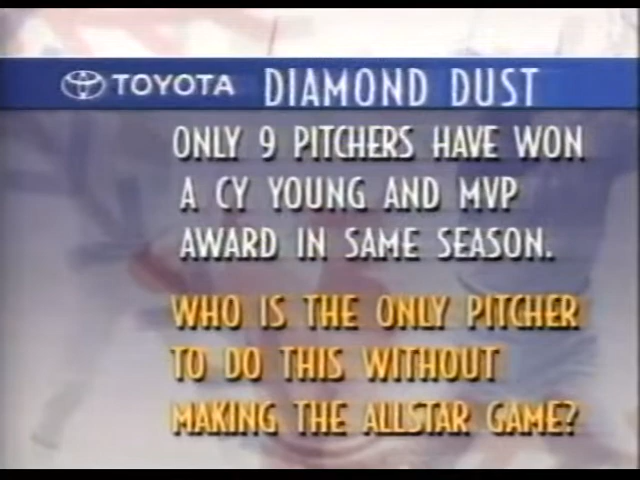 TOYOTA DIAMOND DUST
ONLY 9 PITCHERS HAVE WON
A CY YOUNG AND MVP
AWARD IN SAME SEASON.
WHO IS THE ONLY PITCHER
TO DO THIS WITHOUT
MAKING THE ALLSTAR GAME?